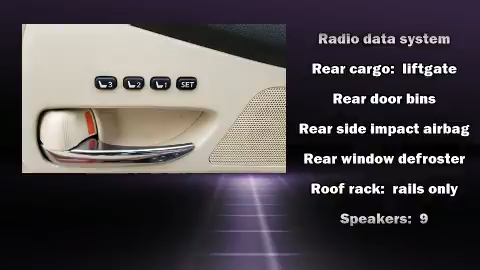 3 2 1 SET
Radio data system
Rear cargo: liftgate
Rear door bins
Rear side impact airbag
Rear window defroster
Roof rack: rails only
Speakers: 9